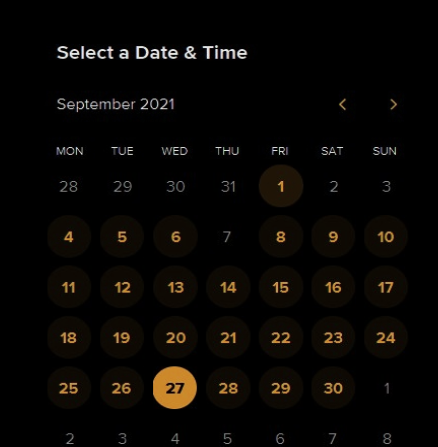 Select a Date & Time
September 2021 < >
MON TUE WED THU FRI SAT SUN
28 29 30 31 1 2 3
4 5 6 7 8 9 10
11 12 13 14 15 16 17
18 19 20 21 22 23 24
25 26 27 28 29 30 1
2 3 4 5 6 7 8